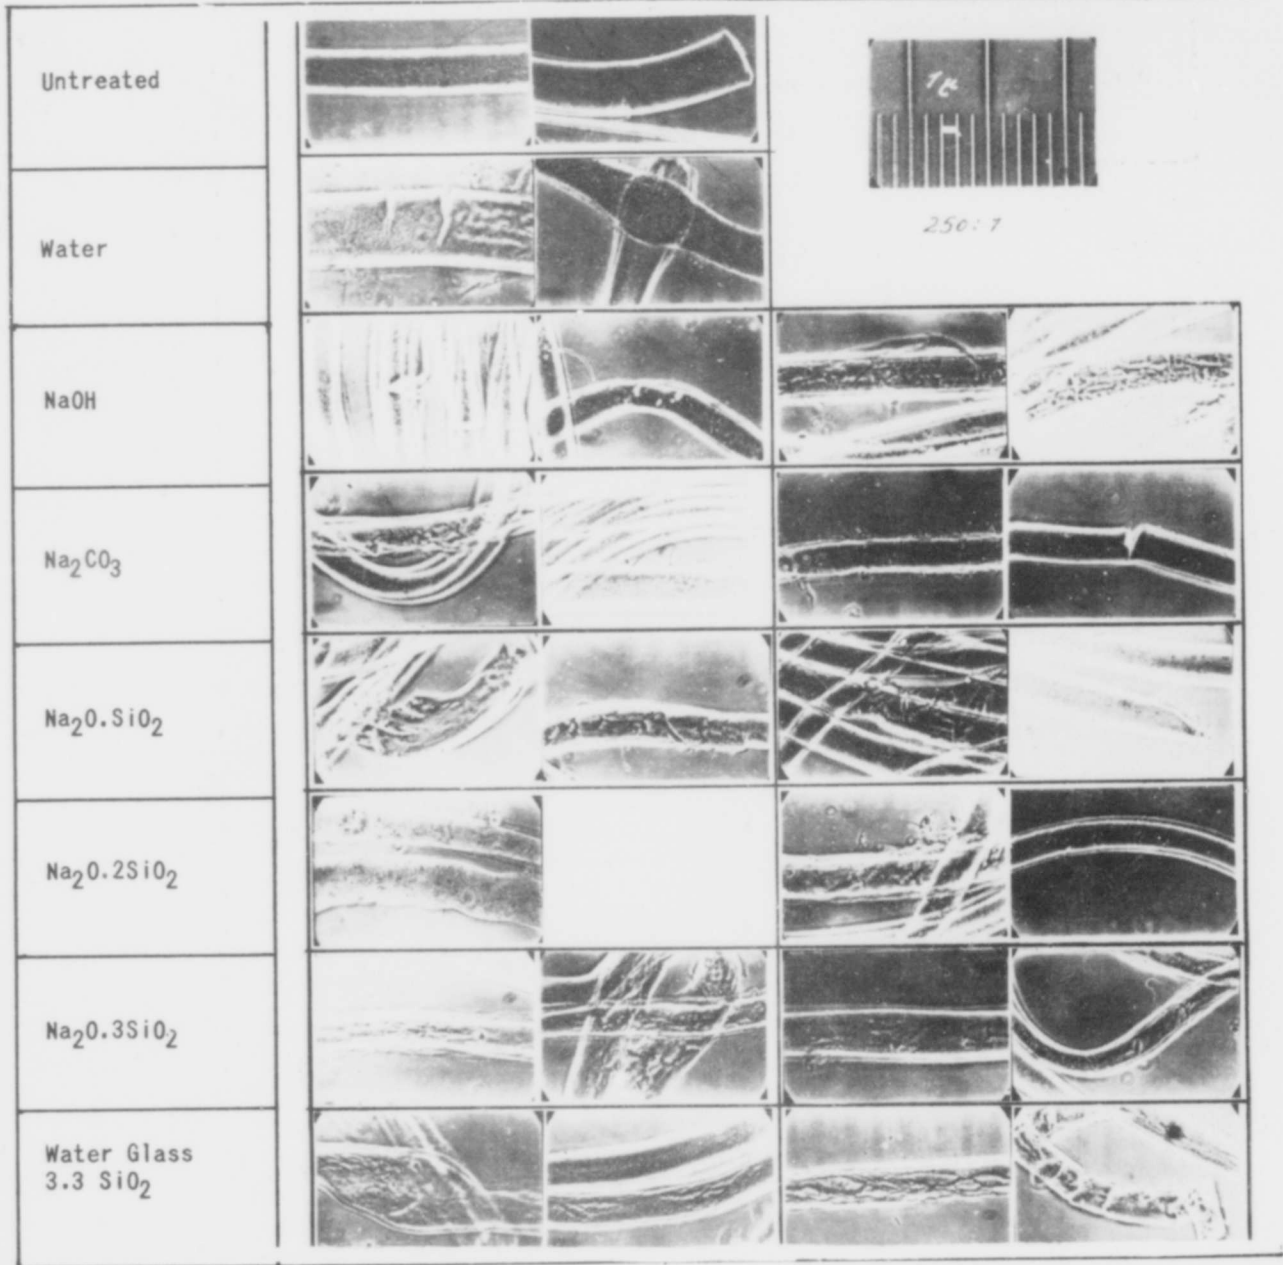 Untreated
1μ
250:1
Water
NaOH
Na₂CO₃
Na₂O.SiO₂
Na₂O.2SiO₂
Na₂O.3SiO₂
Water Glass
3.3 SiO₂